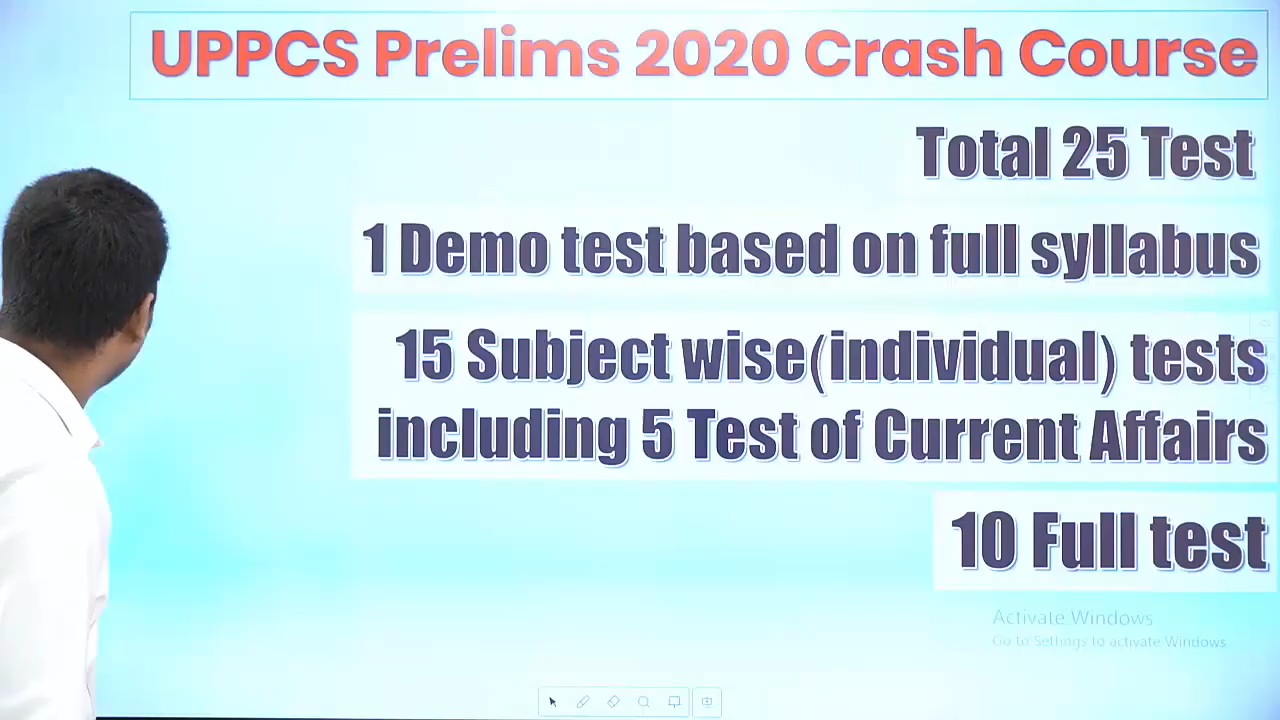 UPPCS Prelims 2020 Crash Course
Total 25 Test
1 Demo test based on full syllabus
15 Subject wise(individual) tests
including 5 Test of Current Affairs
10 Full test
Activate Windows
Go to Settings to activate Windows